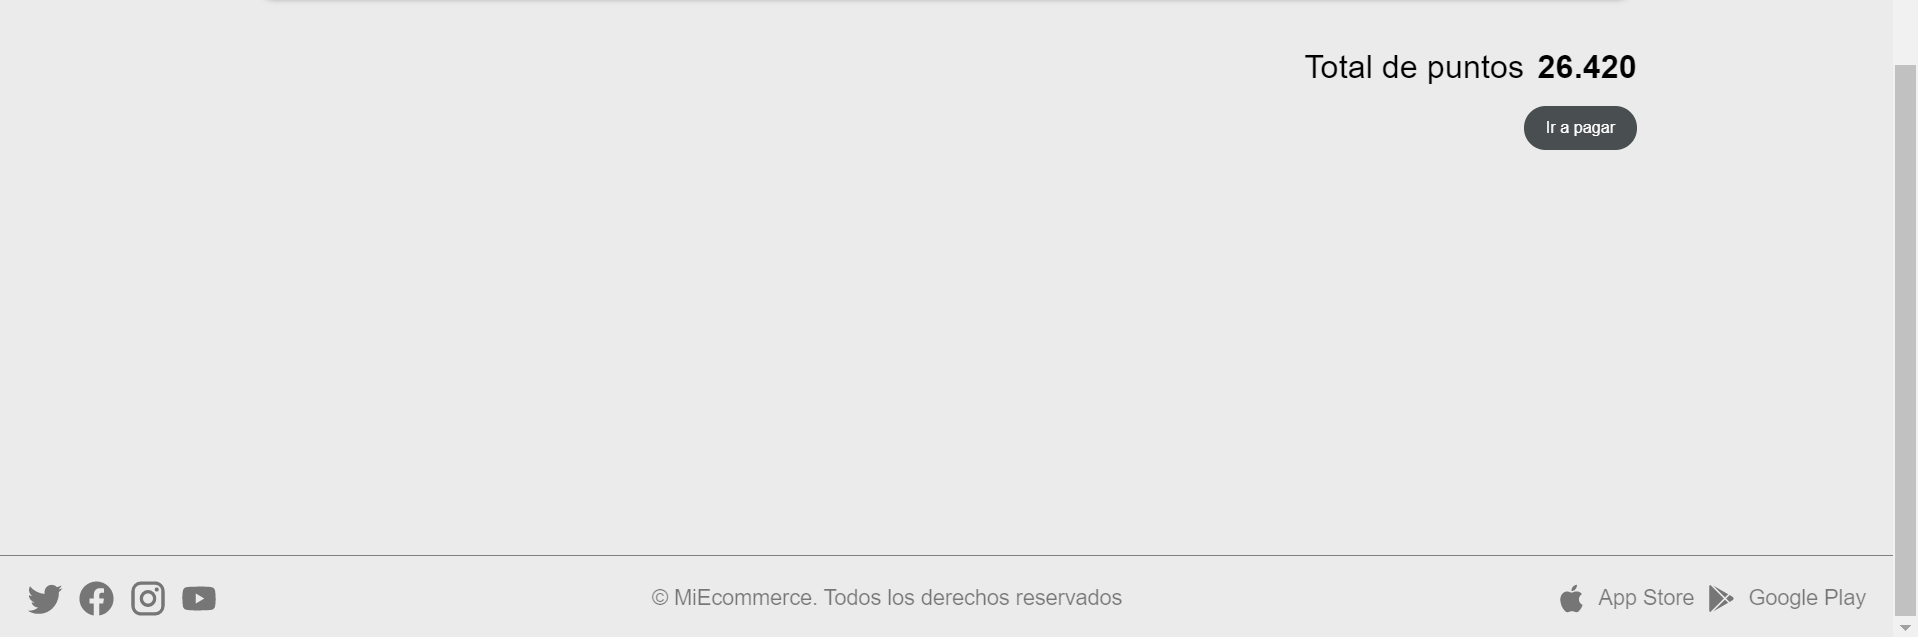 Total de puntos 26.420
Ir a pagar
© MiEcommerce. Todos los derechos reservados
App Store
Google Play